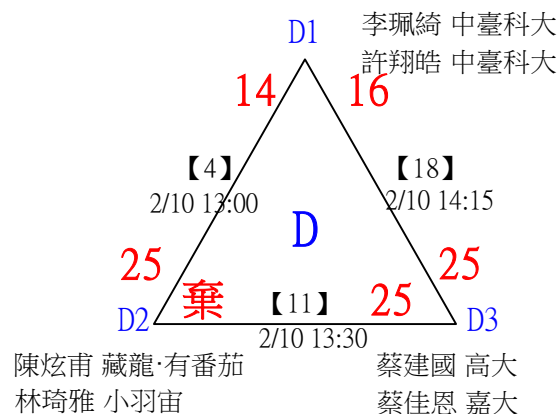 D1
李珮綺 中臺科大
許翔皓 中臺科大
14
16
【4】
2/10 13:00
【18】
2/10 14:15
D
25
25
棄
【11】
25
D2
D3
2/10 13:30
陳炫甫 藏龍·有番茄
林琦雅 小羽宙
蔡建國 高大
蔡佳恩 嘉大